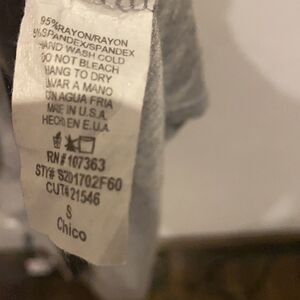 95%RAYON/RAYON
5%SPANDEX/SPANDEX
HAND WASH COLD
DO NOT BLEACH
HANG TO DRY
LAVAR A MANO
EN AGUA FRIA
MADE IN U.S.A.
HECHO EN E.U.A.
RN# 107363
STY# S201702F60
CUT# 21546
S
Chico